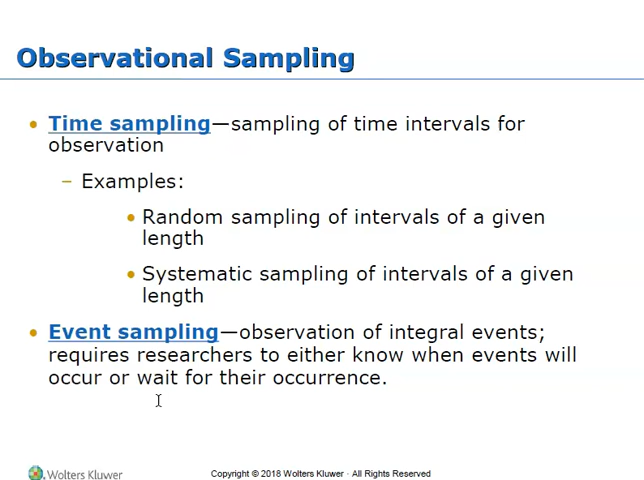 Observational Sampling
• Time sampling—sampling of time intervals for
observation
– Examples:
• Random sampling of intervals of a given
length
• Systematic sampling of intervals of a given
length
• Event sampling—observation of integral events;
requires researchers to either know when events will
occur or wait for their occurrence.
Wolters Kluwer
Copyright © 2018 Wolters Kluwer · All Rights Reserved